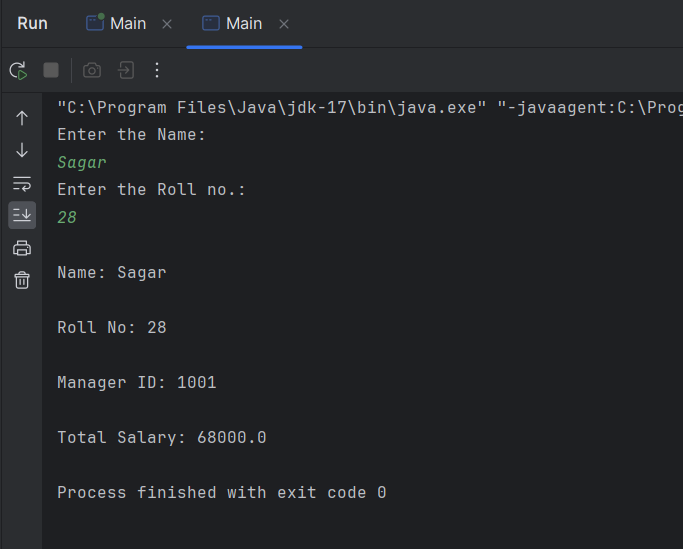 Run Main Main
"C:\Program Files\Java\jdk-17\bin\java.exe" "-javaagent:C:\Prog
Enter the Name:
Sagar
Enter the Roll no.:
28
Name: Sagar
Roll No: 28
Manager ID: 1001
Total Salary: 68000.0
Process finished with exit code 0